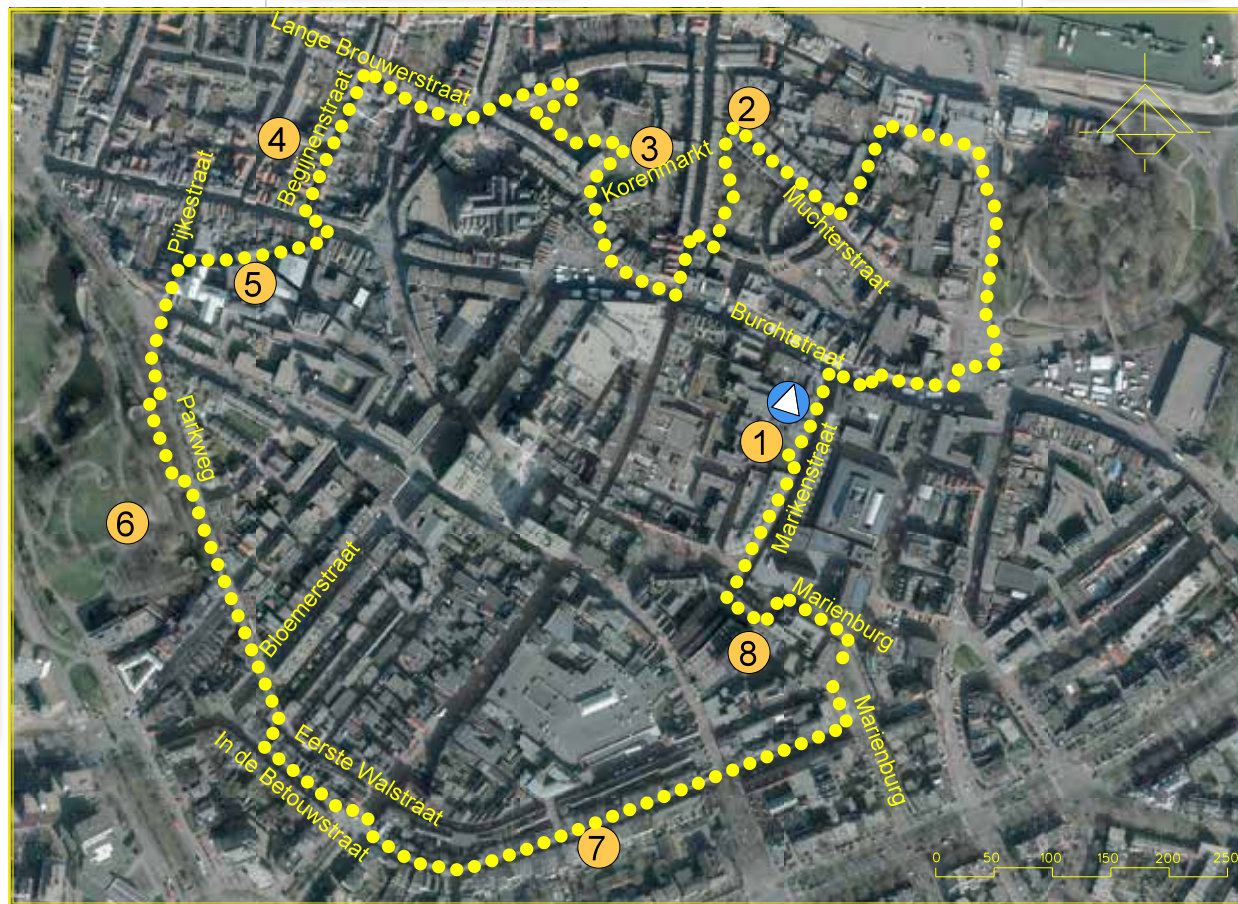 Lange Brouwerstraat
Begijnenstraat
2
4
3
Korenmarkt
Pijkestraat
Muchterstraat
5
Burchtstraat
1
Marikenstraat
Parkweg
6
Bloemerstraat
Marienburg
8
Marienburg
Eerste Walstraat
In de Betouwstraat
7
0 50 100 150 200 250